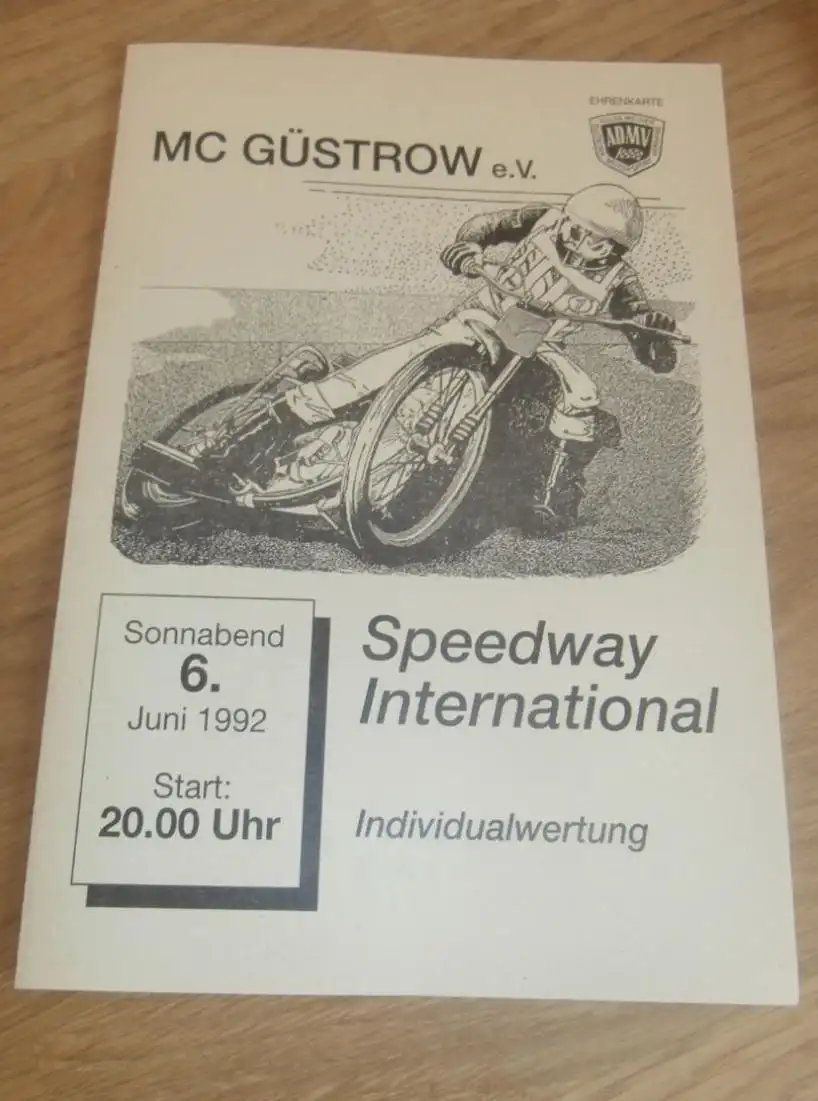 EHRENKARTE
ADMV
MC GÜSTROW e.V.
Sonnabend
6.
Juni 1992
Start:
20.00 Uhr
Speedway
International
Individualwertung